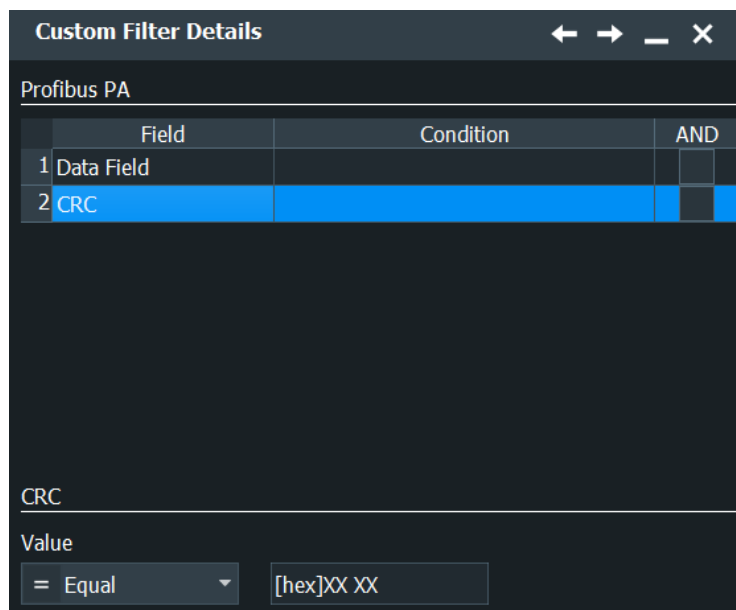 Custom Filter Details
Profibus PA
Field Condition AND
1 Data Field
2 CRC
CRC
Value
= Equal [hex]XX XX